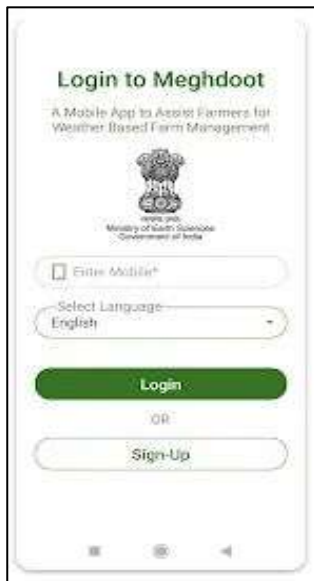 Login to Meghdoot
A Mobile App to Assist Farmers for
Weather Based Farm Management
Ministry of Earth Sciences
Government of India
Enter Mobile*
Select Language
English
Login
OR
Sign-Up